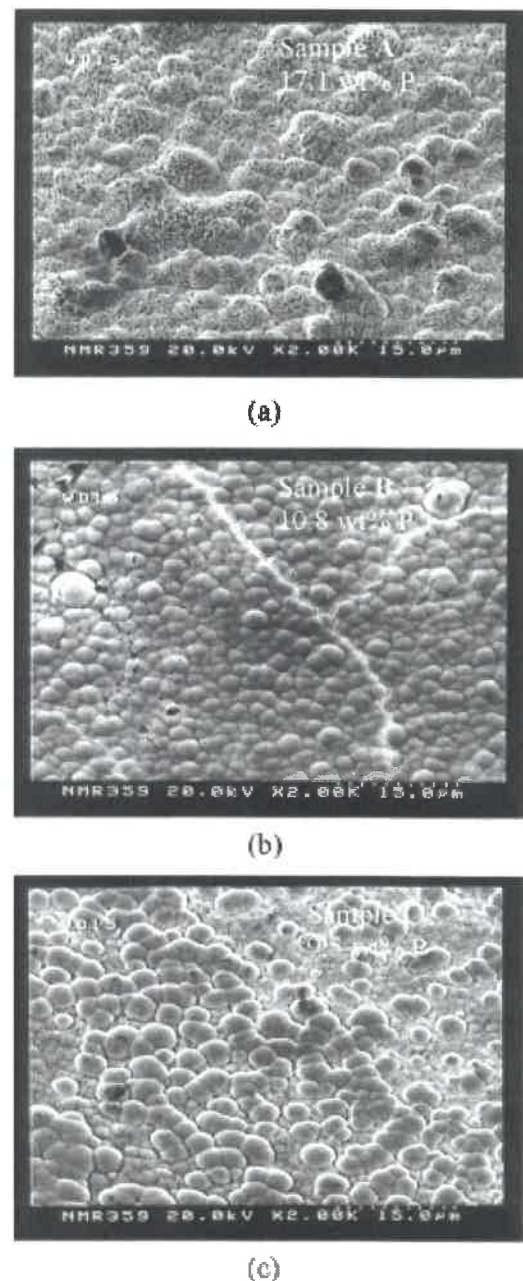 Sample A
17.1 wt% P
NMR359 20.0kV X2.00K 15.0µm
(a)
Sample B
10.8 wt% P
NMR359 20.0kV X2.00K 15.0µm
(b)
Sample
% P
NMR359 20.0kV X2.00K 15.0µm
(c)